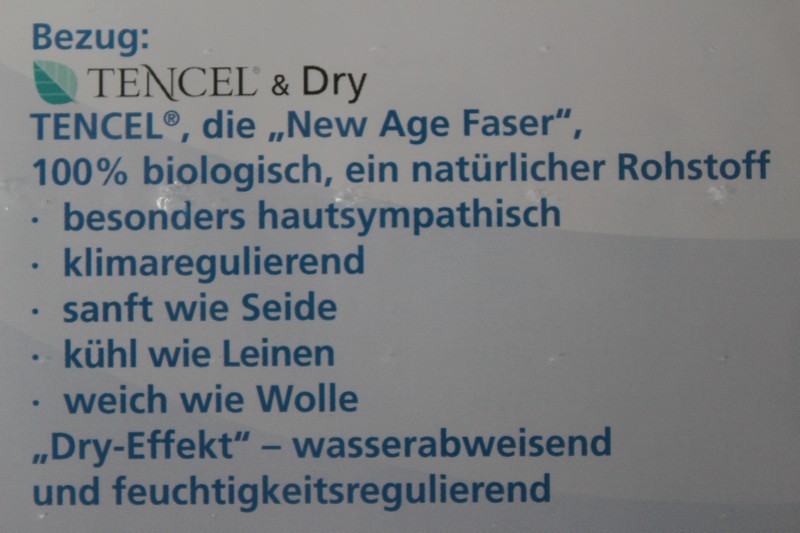 Bezug:
TENCEL® & Dry
TENCEL®, die „New Age Faser“,
100% biologisch, ein natürlicher Rohstoff
· besonders hautsympathisch
· klimaregulierend
· sanft wie Seide
· kühl wie Leinen
· weich wie Wolle
„Dry-Effekt“ – wasserabweisend
und feuchtigkeitsregulierend